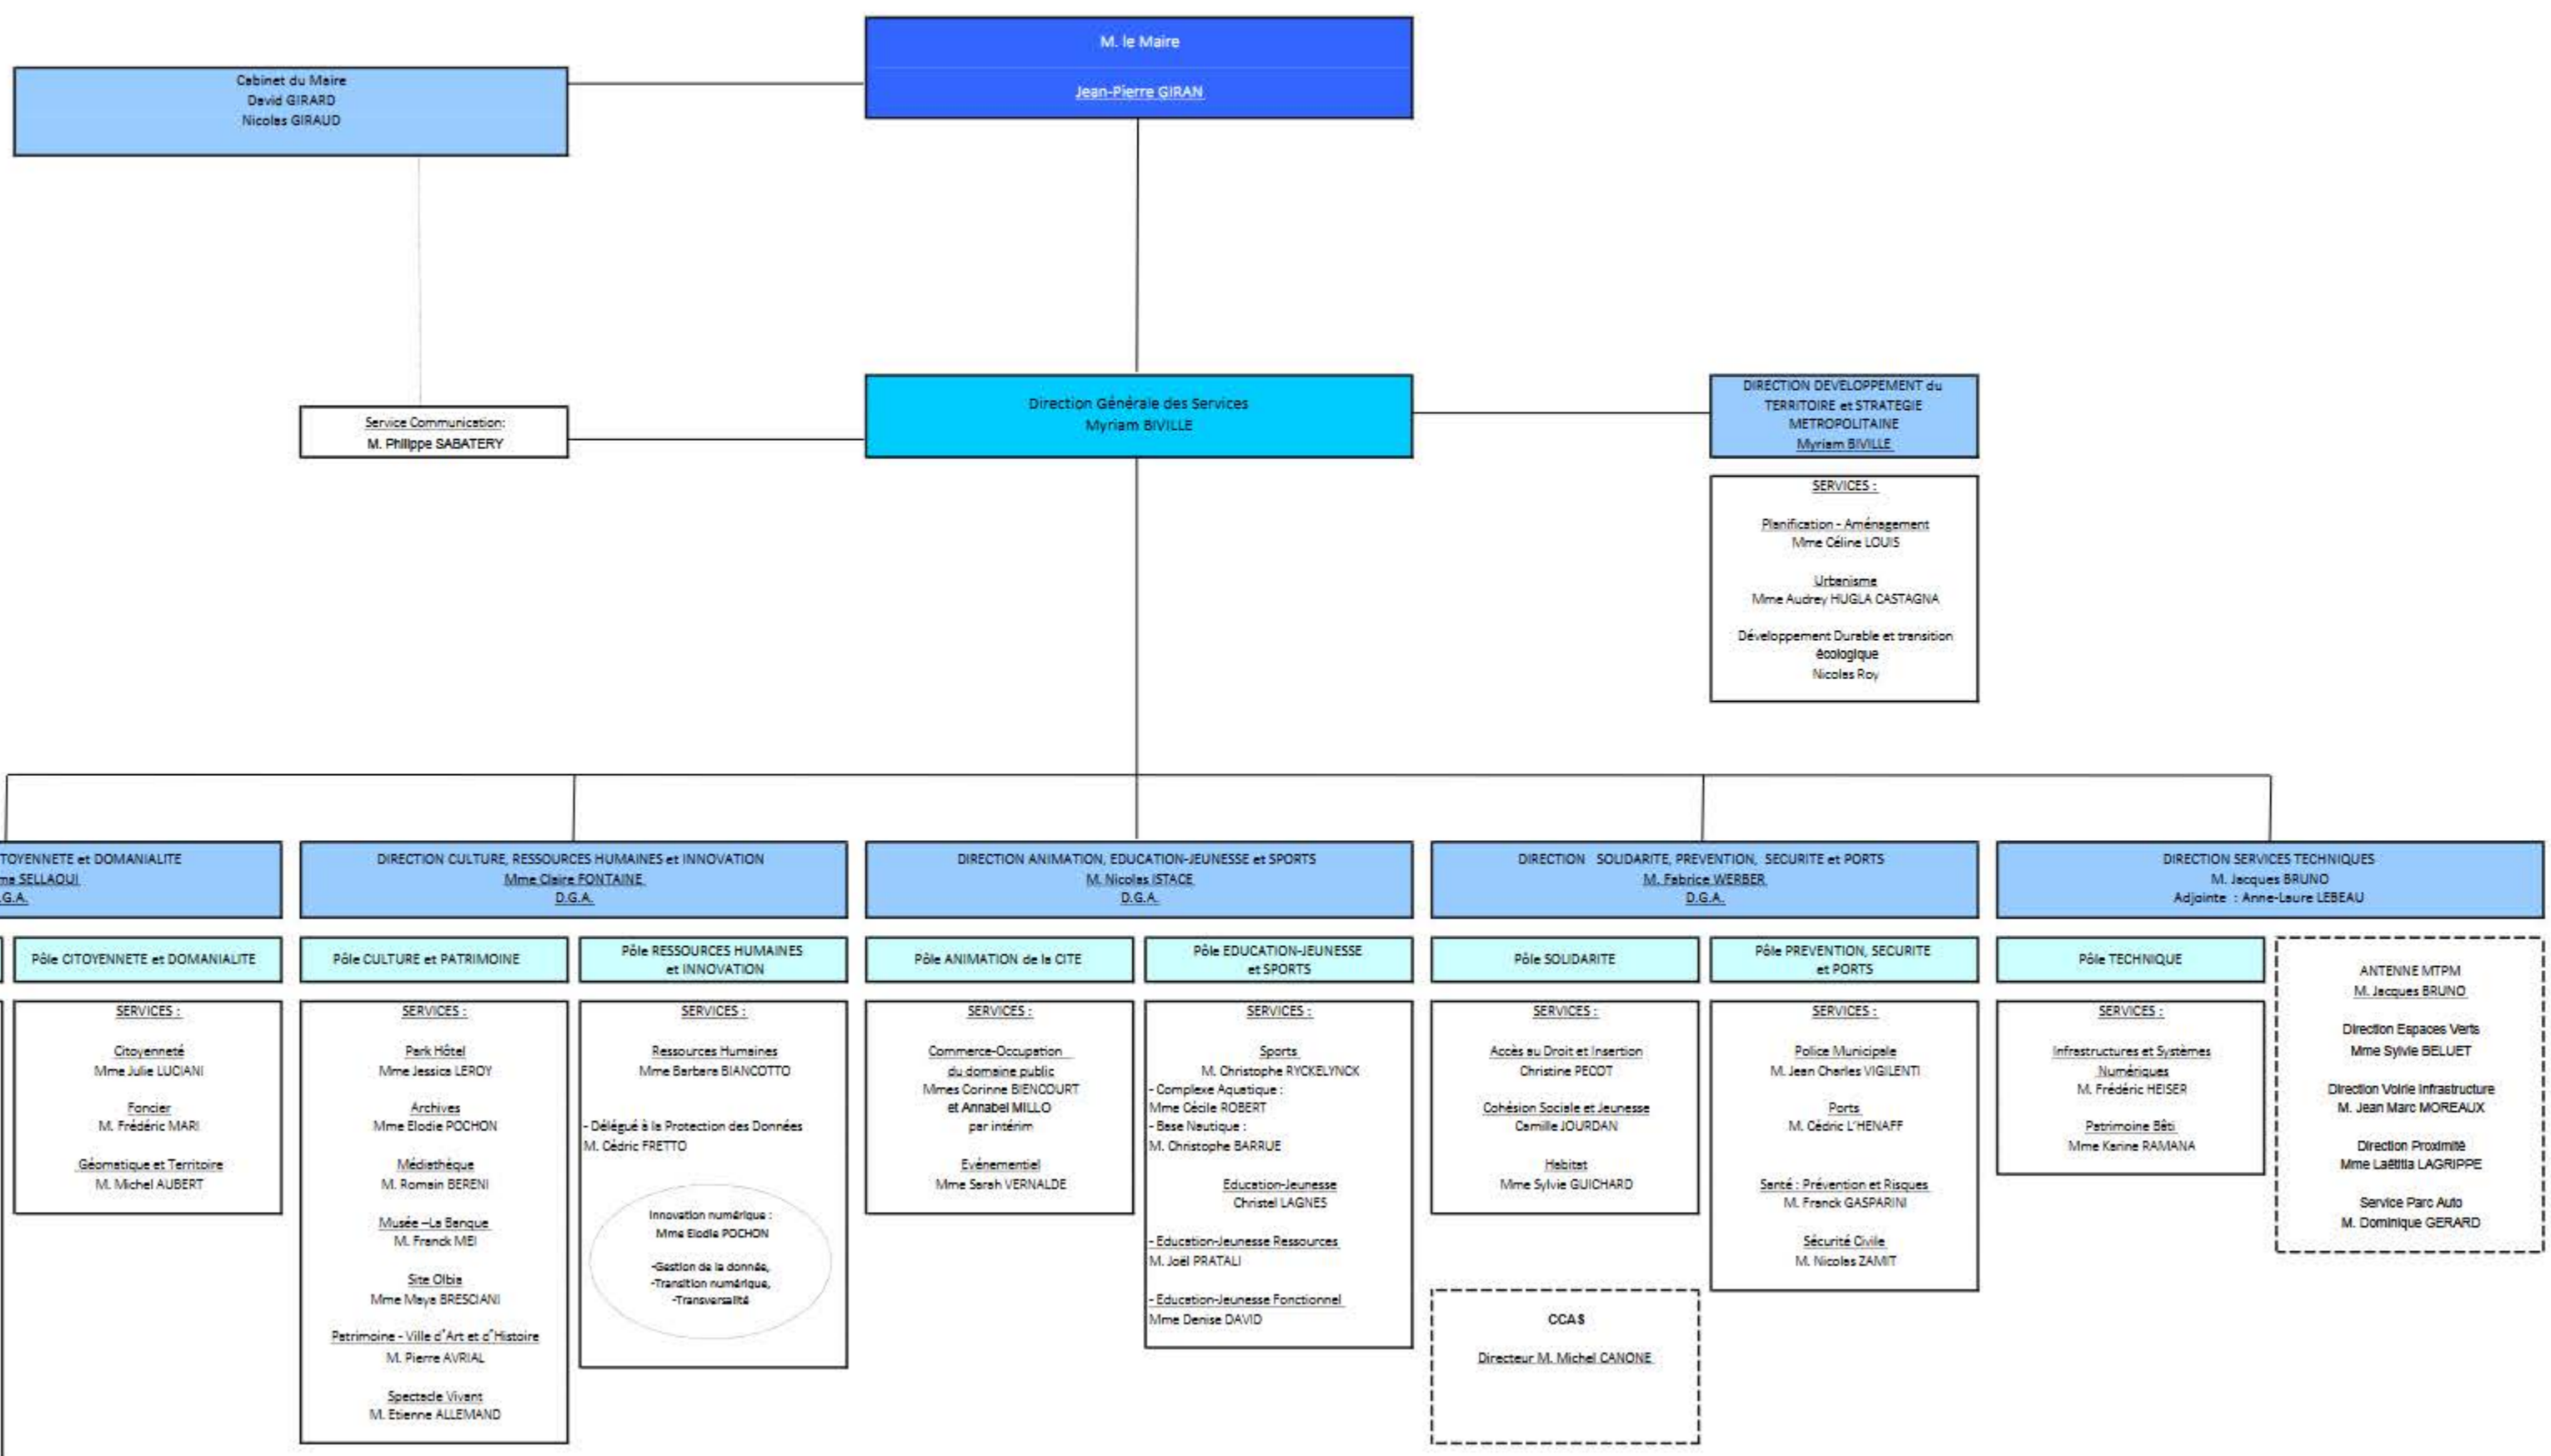 M. le Maire
Jean-Pierre GIRAN
Cabinet du Maire
David GIRARD
Nicolas GIRAUD
Direction Générale des Services
Myriam BIVILLE
Service Communication:
M. Philippe SABATERY
DIRECTION DEVELOPPEMENT du
TERRITOIRE et STRATEGIE
METROPOLITAINE
Myriam BIVILLE
SERVICES :
Planification - Aménagement
Mme Céline LOUIS
Urbanisme
Mme Audrey HUGLA CASTAGNA
Développement Durable et transition
écologique
Nicolas Roy
TOYENNETE et DOMANIALITE
ma SELLAOUI
.G.A.
Pôle CITOYENNETE et DOMANIALITE
SERVICES :
Citoyenneté
Mme Julie LUCIANI
Foncier
M. Frédéric MARI
Géomatique et Territoire
M. Michel AUBERT
DIRECTION CULTURE, RESSOURCES HUMAINES et INNOVATION
Mme Claire FONTAINE
D.G.A.
Pôle CULTURE et PATRIMOINE
SERVICES :
Park Hôtel
Mme Jessica LEROY
Archives
Mme Elodie POCHON
Médiathèque
M. Romain BERENI
Musée –La Banque
M. Franck MEI
Site Olbia
Mme Maya BRESCIANI
Patrimoine - Ville d'Art et d'Histoire
M. Pierre AVRIAL
Spectacle Vivant
M. Etienne ALLEMAND
Pôle RESSOURCES HUMAINES
et INNOVATION
SERVICES :
Ressources Humaines
Mme Barbara BIANCOTTO
- Délégué à la Protection des Données
M. Cédric FRETTO
Innovation numérique :
Mme Elodie POCHON
-Gestion de la donnée,
-Transition numérique,
-Transversalité
DIRECTION ANIMATION, EDUCATION-JEUNESSE et SPORTS
M. Nicolas ISTACE
D.G.A.
Pôle ANIMATION de la CITE
SERVICES :
Commerce-Occupation
du domaine public
Mmes Corinne BIENCOURT
et Annabel MILLO
par intérim
Evénementiel
Mme Sarah VERNALDE
Pôle EDUCATION-JEUNESSE
et SPORTS
SERVICES :
Sports
M. Christophe RYCKELYNCK
- Complexe Aquatique :
Mme Cécile ROBERT
- Base Nautique :
M. Christophe BARRUE
Education-Jeunesse
Christel LAGNES
- Education-Jeunesse Ressources
M. Joël PRATALI
- Education-Jeunesse Fonctionnel
Mme Denise DAVID
DIRECTION SOLIDARITE, PREVENTION, SECURITE et PORTS
M. Fabrice WERBER
D.G.A.
Pôle SOLIDARITE
SERVICES :
Accès au Droit et Insertion
Christine PECOT
Cohésion Sociale et Jeunesse
Camille JOURDAN
Habitat
Mme Sylvie GUICHARD
CCAS
Directeur M. Michel CANONE
Pôle PREVENTION, SECURITE
et PORTS
SERVICES :
Police Municipale
M. Jean Charles VIGILENTI
Ports
M. Cédric L'HENAFF
Santé : Prévention et Risques
M. Franck GASPARINI
Sécurité Civile
M. Nicolas ZAMIT
DIRECTION SERVICES TECHNIQUES
M. Jacques BRUNO
Adjointe : Anne-Laure LEBEAU
Pôle TECHNIQUE
SERVICES :
Infrastructures et Systèmes
Numériques
M. Frédéric HEISER
Patrimoine Bâti
Mme Karine RAMANA
ANTENNE MTPM
M. Jacques BRUNO
Direction Espaces Verts
Mme Sylvie BELUET
Direction Voirie Infrastructure
M. Jean Marc MOREAUX
Direction Proximité
Mme Laëtitia LAGRIPPE
Service Parc Auto
M. Dominique GERARD